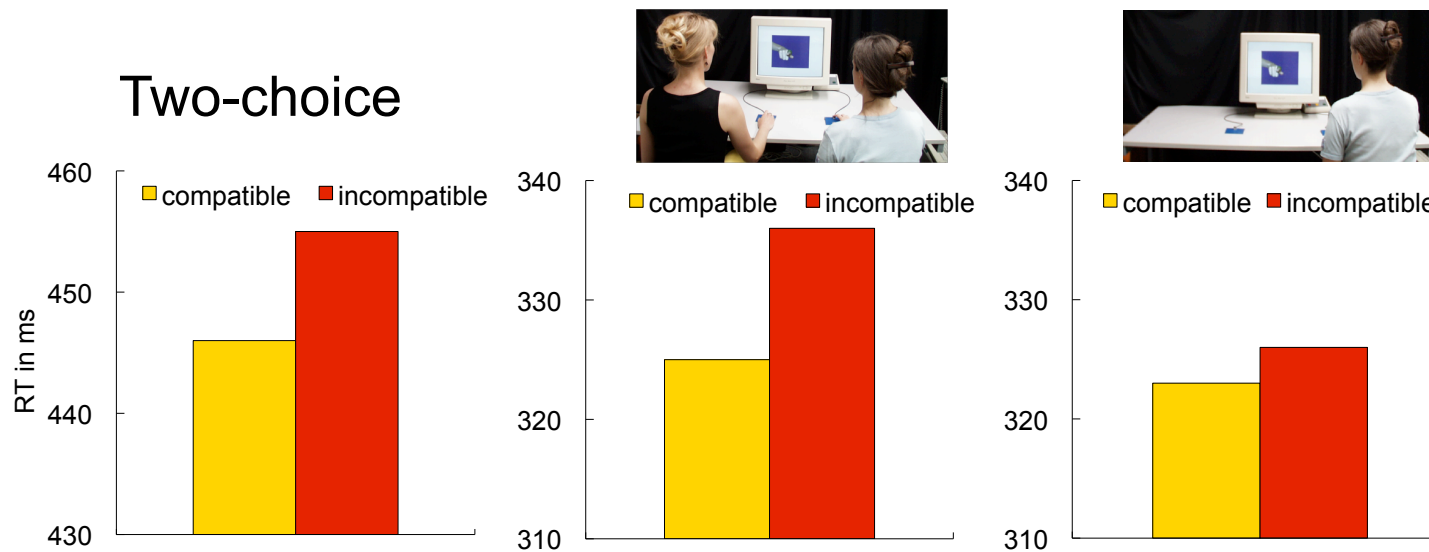 Two-choice
RT in ms
460
450
440
430
compatible incompatible
340
330
320
310
compatible incompatible
340
330
320
310
compatible incompatible